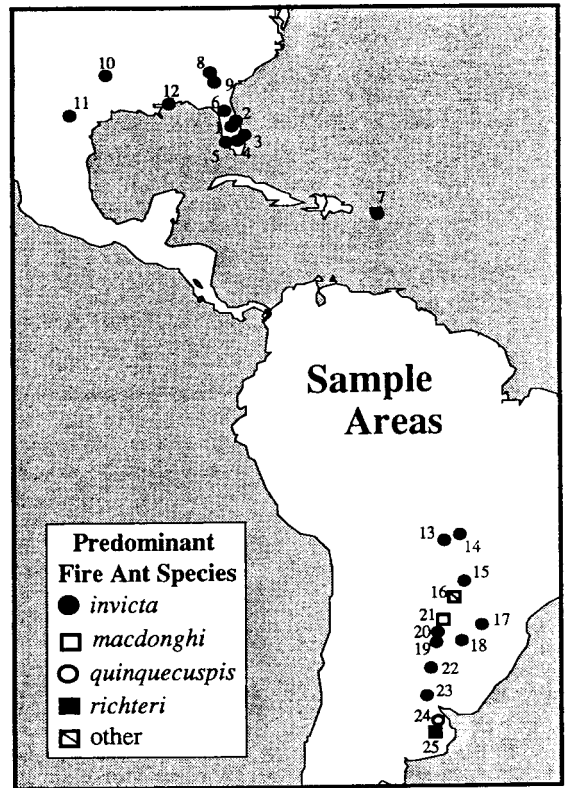 10
8
9
12
11
6
2
1
3
5
4
7
Sample
Areas
13
14
15
16
21
17
20
18
19
22
23
24
25
Predominant
Fire Ant Species
invicta
macdonghi
quinquecuspis
richteri
other